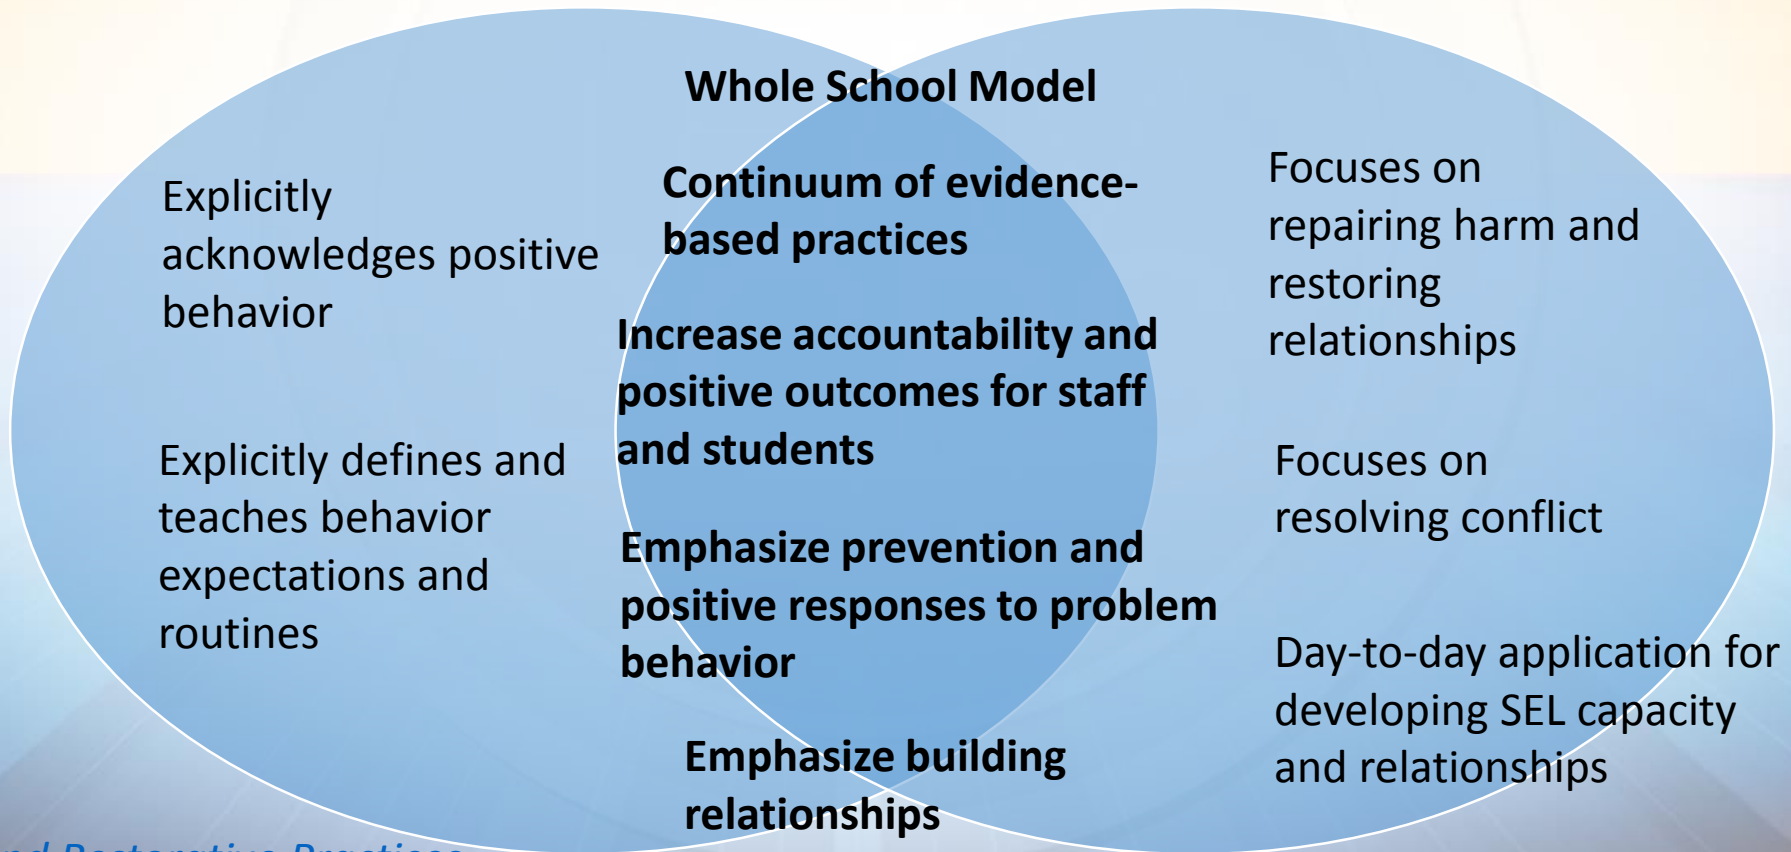 Whole School Model
Explicitly
acknowledges positive
behavior
Explicitly defines and
teaches behavior
expectations and
routines
Continuum of evidence-
based practices
Increase accountability and
positive outcomes for staff
and students
Emphasize prevention and
positive responses to problem
behavior
Emphasize building
relationships
Focuses on
repairing harm and
restoring
relationships
Focuses on
resolving conflict
Day-to-day application for
developing SEL capacity
and relationships
Restorative Practices